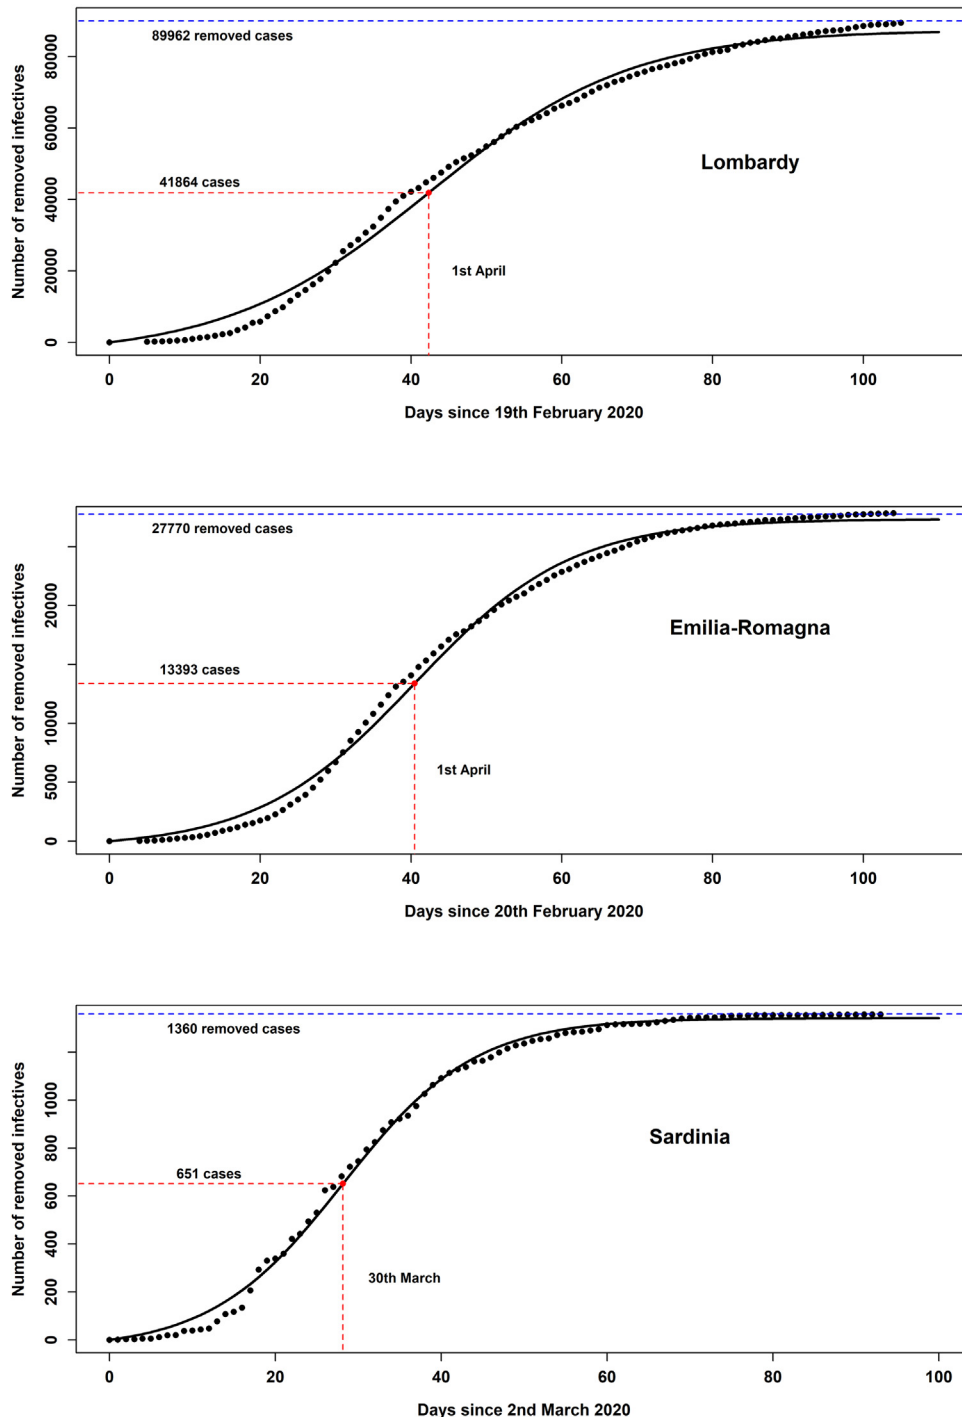 89962 removed cases
80000
60000
40000
20000
0
Number of removed infectives
41864 cases
Lombardy
1st April
0 20 40 60 80 100
Days since 19th February 2020
27770 removed cases
20000
10000
5000
0
Number of removed infectives
13393 cases
Emilia-Romagna
1st April
0 20 40 60 80 100
Days since 20th February 2020
1360 removed cases
1000
800
600
400
200
0
Number of removed infectives
651 cases
Sardinia
30th March
0 20 40 60 80 100
Days since 2nd March 2020